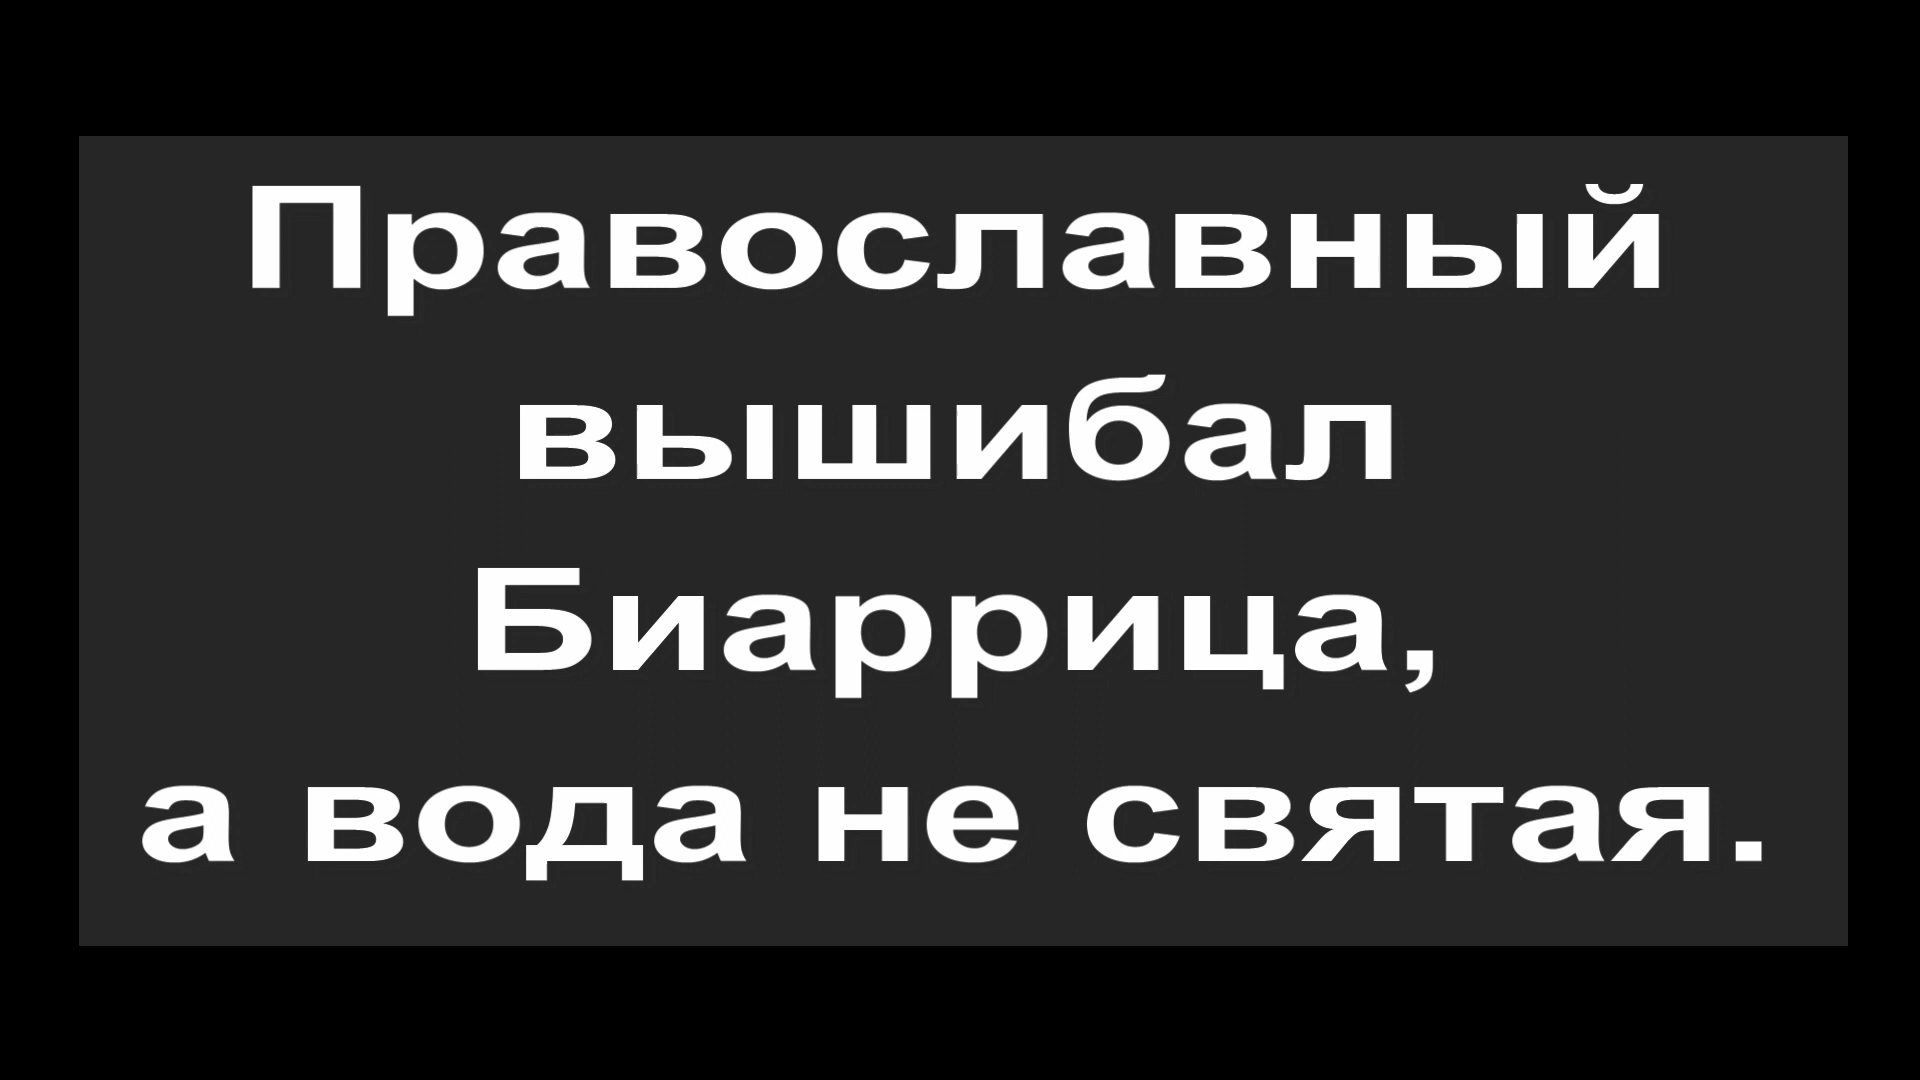 Православный
вышибал
Биаррица,
а вода не святая.